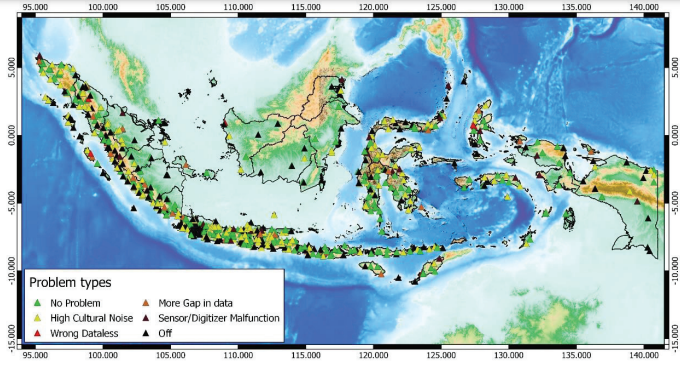 95.000 100.000 105.000 110.000 115.000 120.000 125.000 130.000 135.000 140.000
5.000 5.000
0.000 0.000
-5.000 -5.000
-10.000 -10.000
-15.000 -15.000
Problem types
No Problem More Gap in data
High Cultural Noise Sensor/Digitizer Malfunction
Wrong Dataless Off
95.000 100.000 105.000 110.000 115.000 120.000 125.000 130.000 135.000 140.000